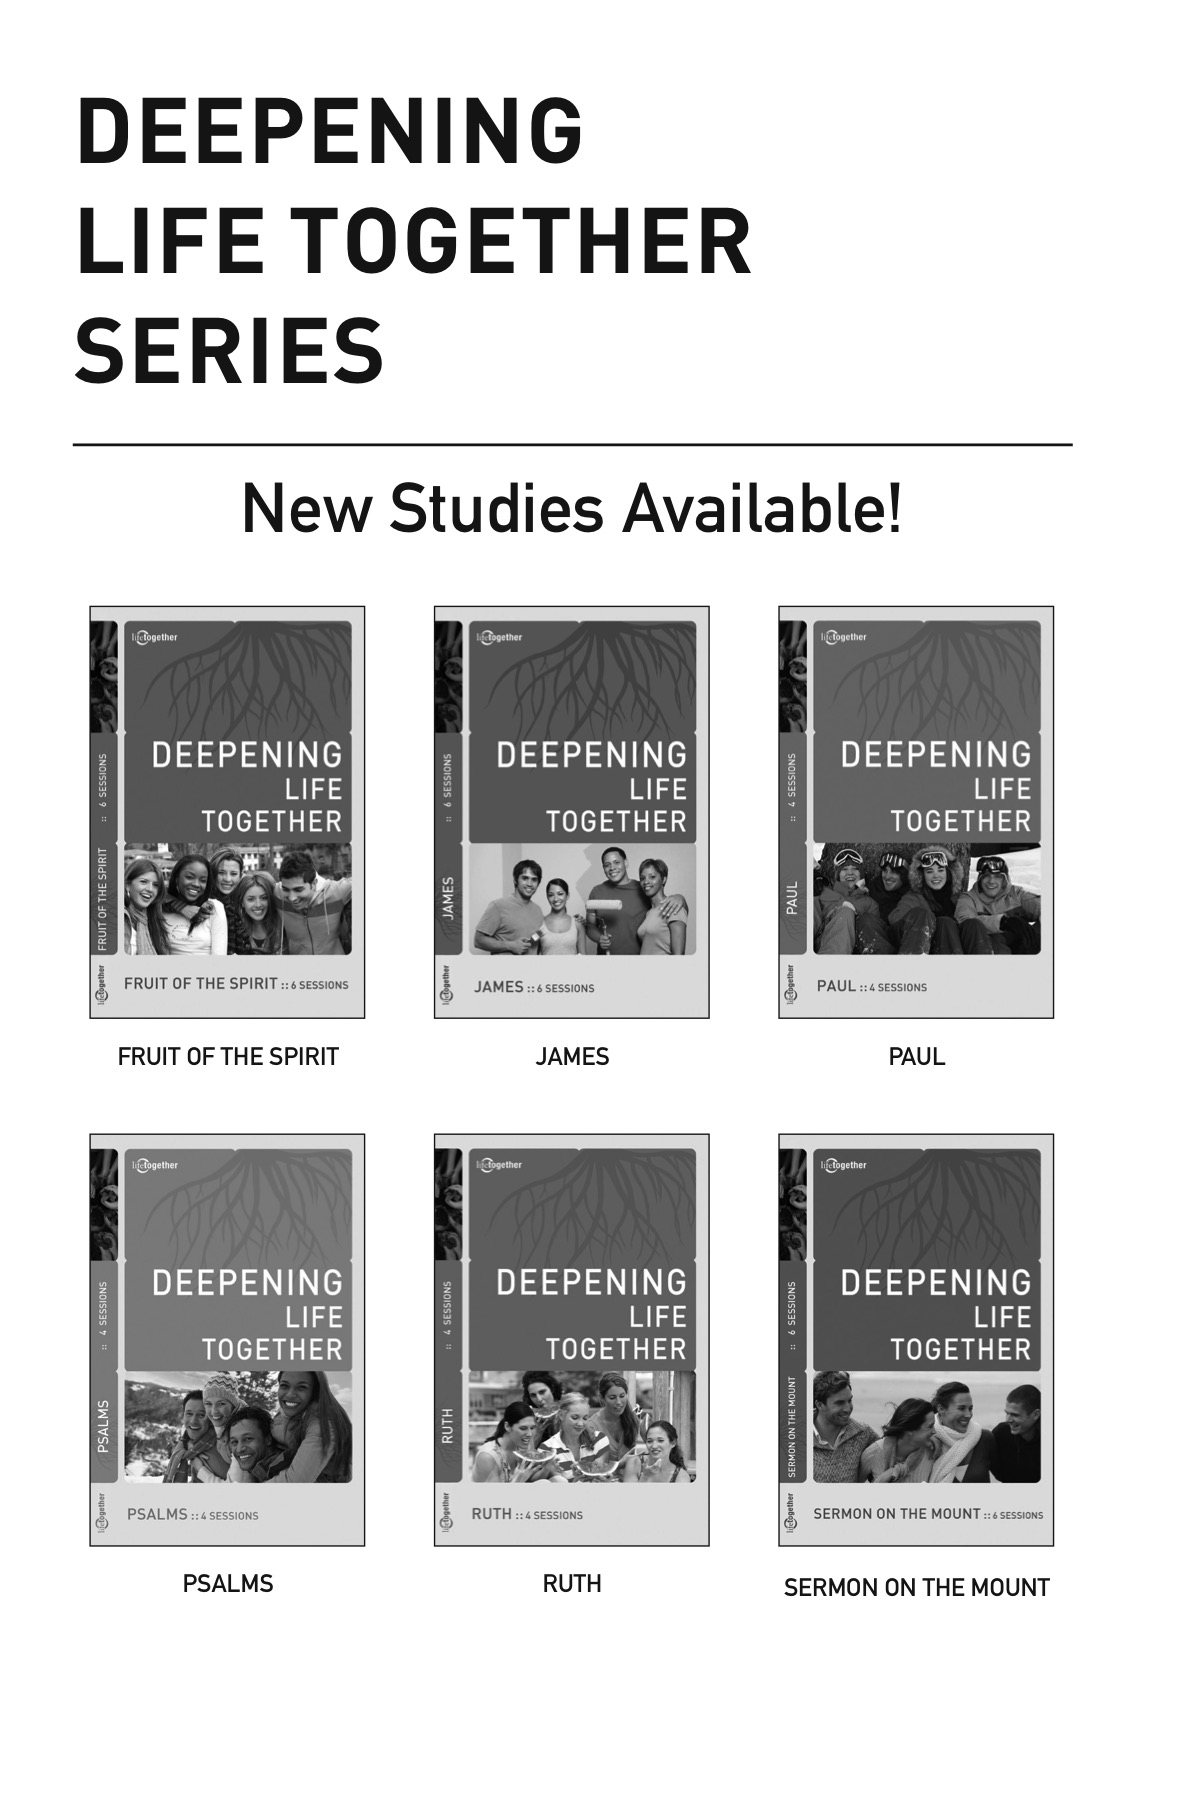 DEEPENING
LIFE TOGETHER
SERIES
New Studies Available!
lifetogether
DEEPENING
LIFE
TOGETHER
:: 6 SESSIONS
FRUIT OF THE SPIRIT
lifetogether
FRUIT OF THE SPIRIT :: 6 SESSIONS
FRUIT OF THE SPIRIT
lifetogether
DEEPENING
LIFE
TOGETHER
:: 6 SESSIONS
JAMES
lifetogether
JAMES :: 6 SESSIONS
JAMES
lifetogether
DEEPENING
LIFE
TOGETHER
:: 4 SESSIONS
PAUL
lifetogether
PAUL :: 4 SESSIONS
PAUL
lifetogether
DEEPENING
LIFE
TOGETHER
:: 4 SESSIONS
PSALMS
lifetogether
PSALMS :: 4 SESSIONS
PSALMS
lifetogether
DEEPENING
LIFE
TOGETHER
:: 4 SESSIONS
RUTH
lifetogether
RUTH :: 4 SESSIONS
RUTH
lifetogether
DEEPENING
LIFE
TOGETHER
:: 6 SESSIONS
SERMON ON THE MOUNT
lifetogether
SERMON ON THE MOUNT :: 6 SESSIONS
SERMON ON THE MOUNT